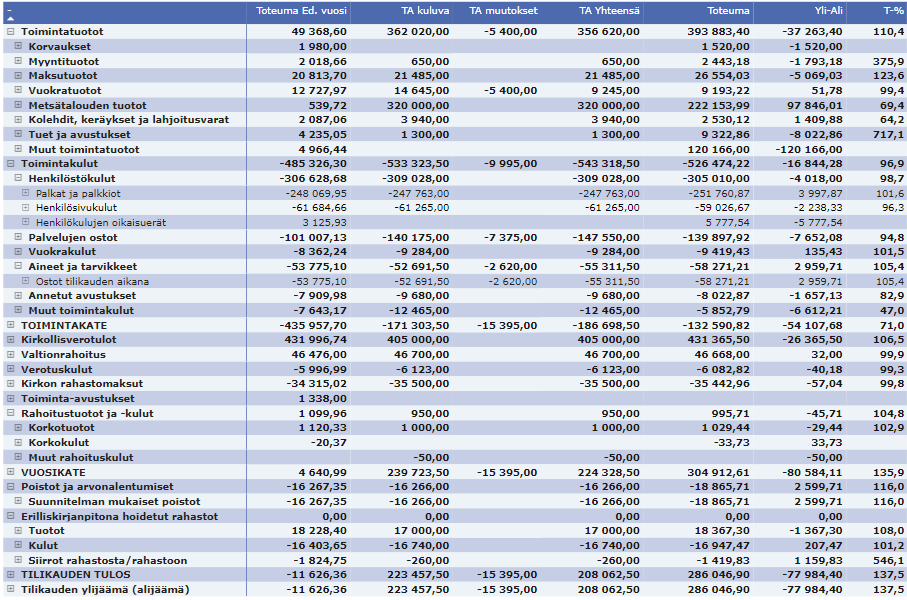 - Toteuma Ed. vuosi TA kuluva TA muutokset TA Yhteensä Toteuma Yli-Ali T-%
Toimintatuotot 49 368,60 362 020,00 -5 400,00 356 620,00 393 883,40 -37 263,40 110,4
Korvaukset 1 980,00 1 520,00 -1 520,00
Myyntituotot 2 018,66 650,00 650,00 2 443,18 -1 793,18 375,9
Maksutuotot 20 813,70 21 485,00 21 485,00 26 554,03 -5 069,03 123,6
Vuokratuotot 12 727,97 14 645,00 -5 400,00 9 245,00 9 193,22 51,78 99,4
Metsätalouden tuotot 539,72 320 000,00 320 000,00 222 153,99 97 846,01 69,4
Kolehdit, keräykset ja lahjoitusvarat 2 087,06 3 940,00 3 940,00 2 530,12 1 409,88 64,2
Tuet ja avustukset 4 235,05 1 300,00 1 300,00 9 322,86 -8 022,86 717,1
Muut toimintatuotot 4 966,44 120 166,00 -120 166,00
Toimintakulut -485 326,30 -533 323,50 -9 995,00 -543 318,50 -526 474,22 -16 844,28 96,9
Henkilöstökulut -306 628,68 -309 028,00 -309 028,00 -305 010,00 -4 018,00 98,7
Palkat ja palkkiot -248 069,95 -247 763,00 -247 763,00 -251 760,87 3 997,87 101,6
Henkilösivukulut -61 684,66 -61 265,00 -61 265,00 -59 026,67 -2 238,33 96,3
Henkilökulujen oikaisuerät 3 125,93 5 777,54 -5 777,54
Palvelujen ostot -101 007,13 -140 175,00 -7 375,00 -147 550,00 -139 897,92 -7 652,08 94,8
Vuokrakulut -8 362,24 -9 284,00 -9 284,00 -9 419,43 135,43 101,5
Aineet ja tarvikkeet -53 775,10 -52 691,50 -2 620,00 -55 311,50 -58 271,21 2 959,71 105,4
Ostot tilikauden aikana -53 775,10 -52 691,50 -2 620,00 -55 311,50 -58 271,21 2 959,71 105,4
Annetut avustukset -7 909,98 -9 680,00 -9 680,00 -8 022,87 -1 657,13 82,9
Muut toimintakulut -7 643,17 -12 465,00 -12 465,00 -5 852,79 -6 612,21 47,0
TOIMINTAKATE -435 957,70 -171 303,50 -15 395,00 -186 698,50 -132 590,82 -54 107,68 71,0
Kirkollisverotulot 431 996,74 405 000,00 405 000,00 431 365,50 -26 365,50 106,5
Valtionrahoitus 46 476,00 46 700,00 46 700,00 46 668,00 32,00 99,9
Verotuskulut -5 996,99 -6 123,00 -6 123,00 -6 082,82 -40,18 99,3
Kirkon rahastomaksut -34 315,02 -35 500,00 -35 500,00 -35 442,96 -57,04 99,8
Toiminta-avustukset 1 338,00
Rahoitustuotot ja -kulut 1 099,96 950,00 950,00 995,71 -45,71 104,8
Korkotuotot 1 120,33 1 000,00 1 000,00 1 029,44 -29,44 102,9
Korkokulut -20,37 -33,73 33,73
Muut rahoituskulut -50,00 -50,00 -50,00
VUOSIKATE 4 640,99 239 723,50 -15 395,00 224 328,50 304 912,61 -80 584,11 135,9
Poistot ja arvonalentumiset -16 267,35 -16 266,00 -16 266,00 -18 865,71 2 599,71 116,0
Suunnitelman mukaiset poistot -16 267,35 -16 266,00 -16 266,00 -18 865,71 2 599,71 116,0
Erilliskirjanpitona hoidetut rahastot 0,00 0,00 0,00 0,00 0,00
Tuotot 18 228,40 17 000,00 17 000,00 18 367,30 -1 367,30 108,0
Kulut -16 403,65 -16 740,00 -16 740,00 -16 947,47 207,47 101,2
Siirrot rahastosta/rahastoon -1 824,75 -260,00 -260,00 -1 419,83 1 159,83 546,1
TILIKAUDEN TULOS -11 626,36 223 457,50 -15 395,00 208 062,50 286 046,90 -77 984,40 137,5
Tilikauden ylijäämä (alijäämä) -11 626,36 223 457,50 -15 395,00 208 062,50 286 046,90 -77 984,40 137,5